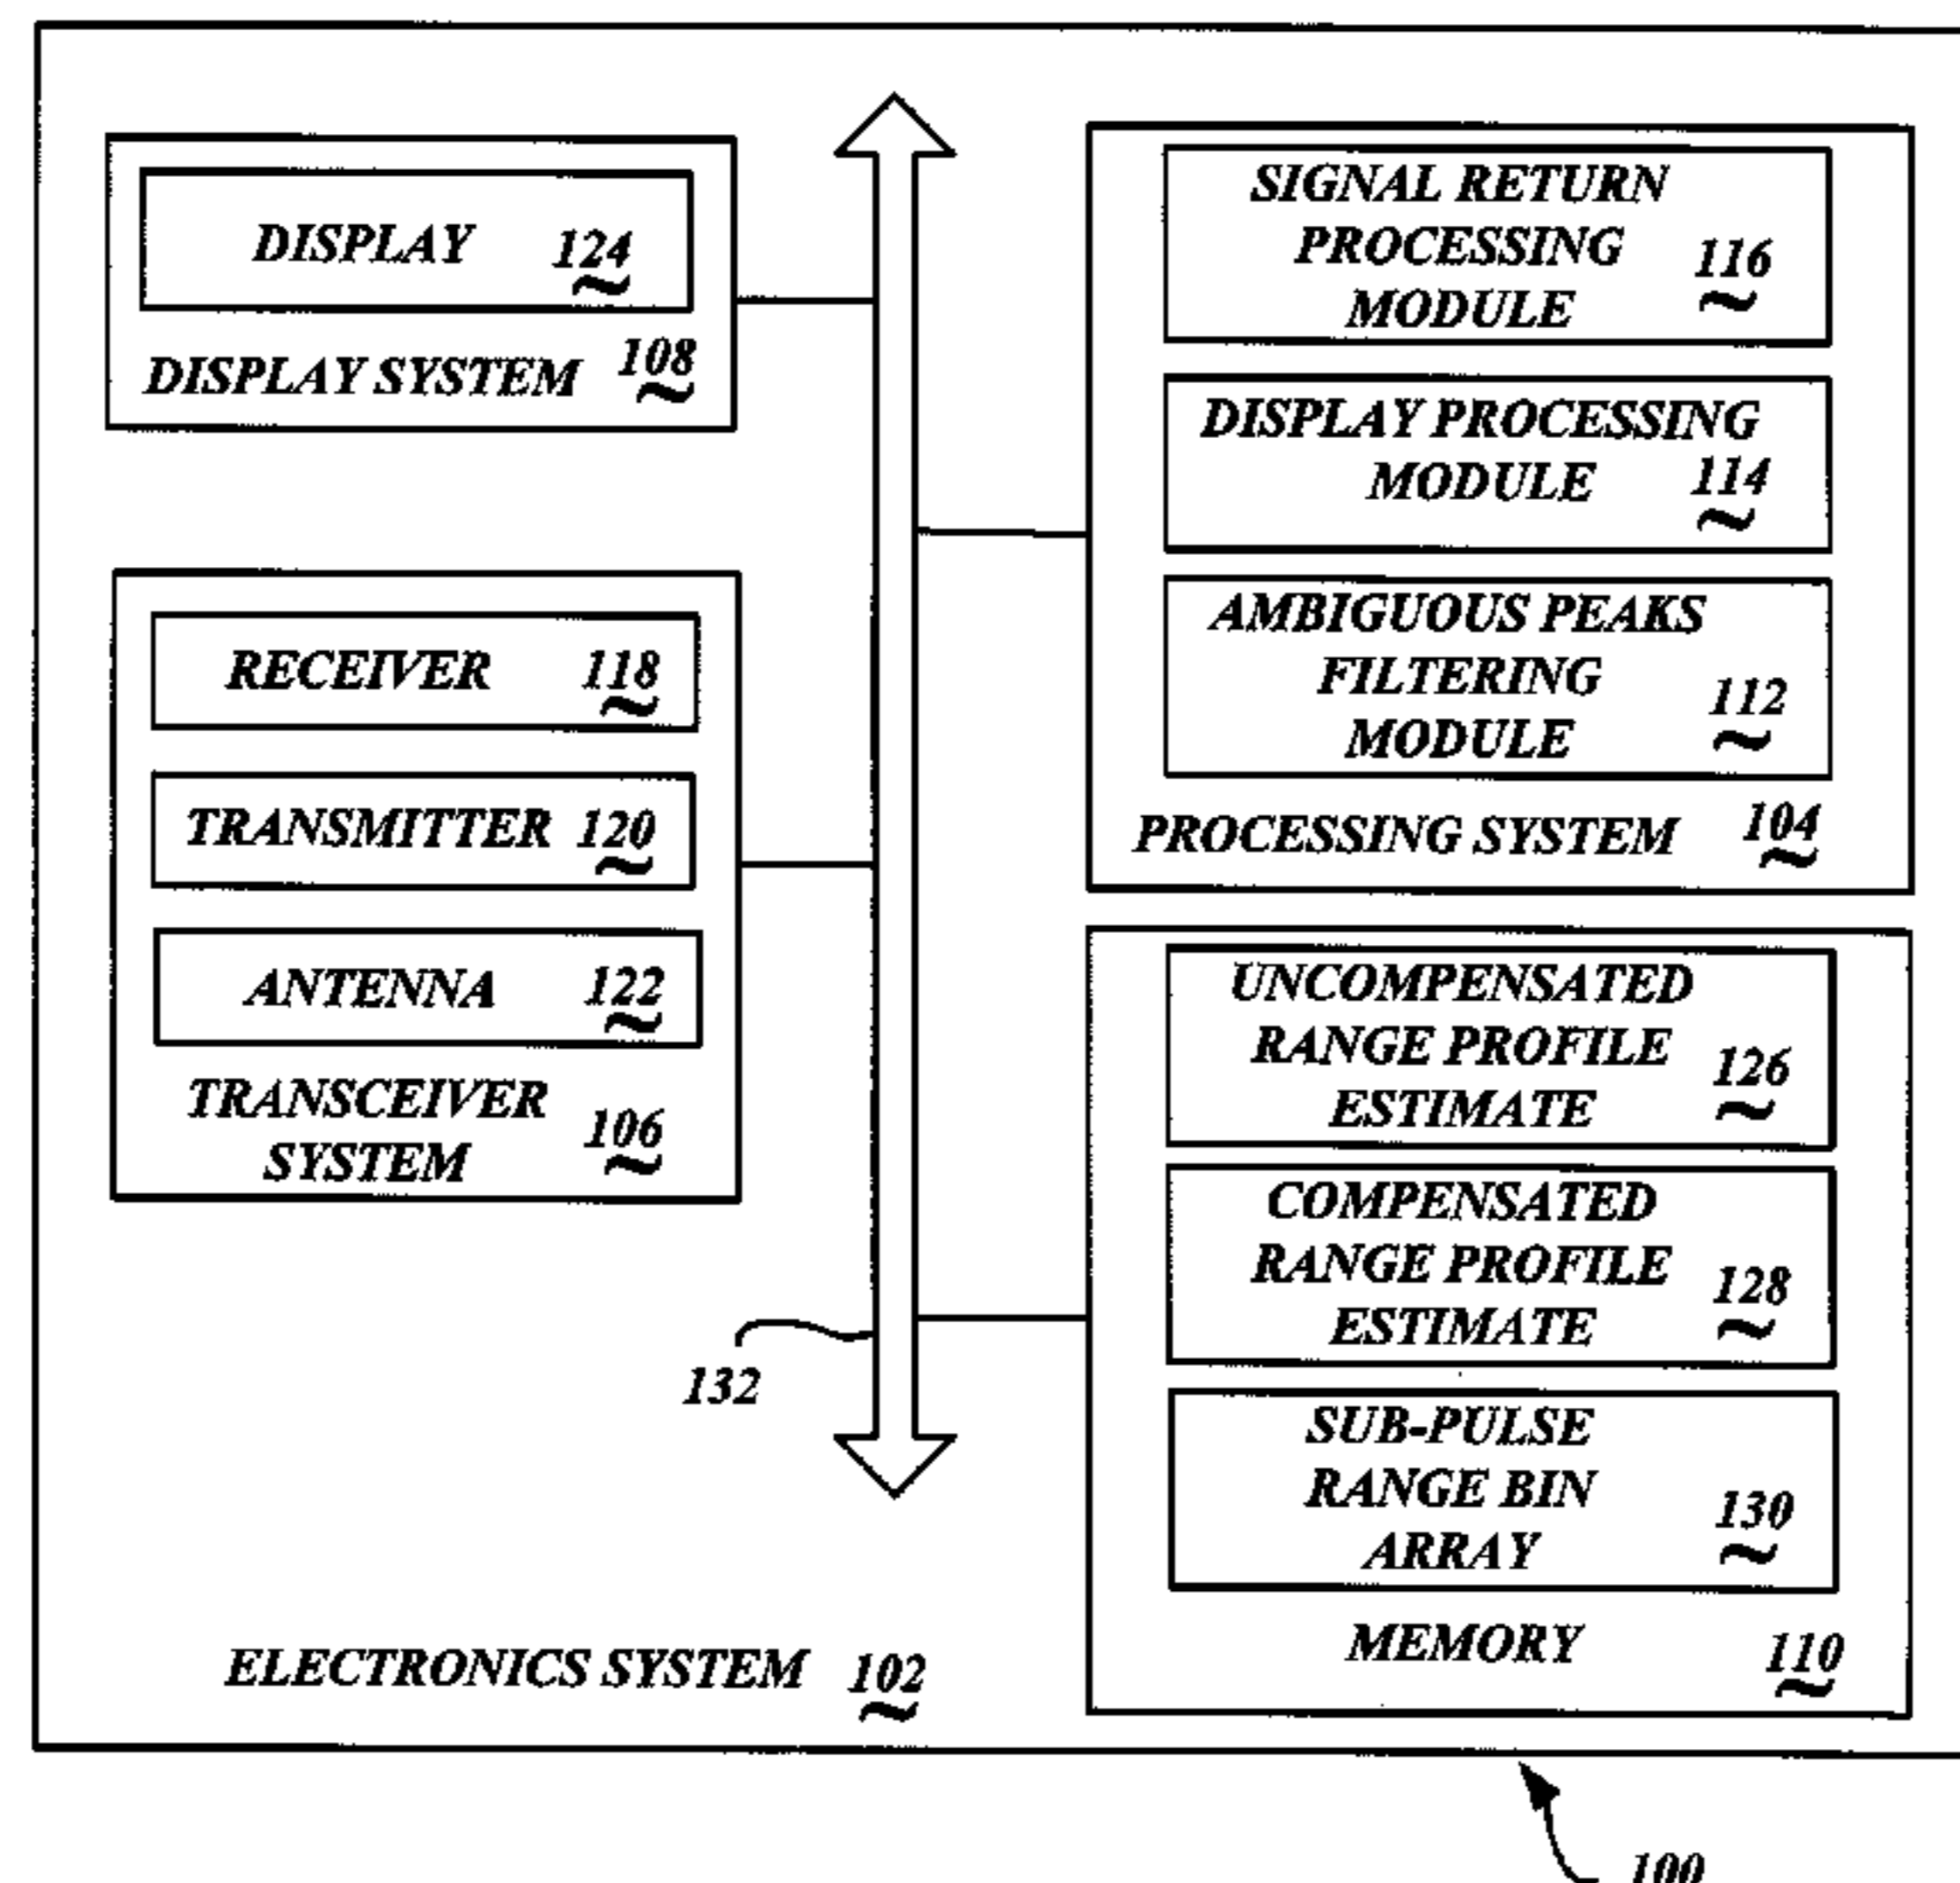 DISPLAY 124
DISPLAY SYSTEM 108
RECEIVER 118
TRANSMITTER 120
ANTENNA 122
TRANSCEIVER
SYSTEM 106
132
ELECTRONICS SYSTEM 102
SIGNAL RETURN
PROCESSING
MODULE 116
DISPLAY PROCESSING
MODULE 114
AMBIGUOUS PEAKS
FILTERING
MODULE 112
PROCESSING SYSTEM 104
UNCOMPENSATED
RANGE PROFILE
ESTIMATE 126
COMPENSATED
RANGE PROFILE
ESTIMATE 128
SUB-PULSE
RANGE BIN
ARRAY 130
MEMORY 110
100